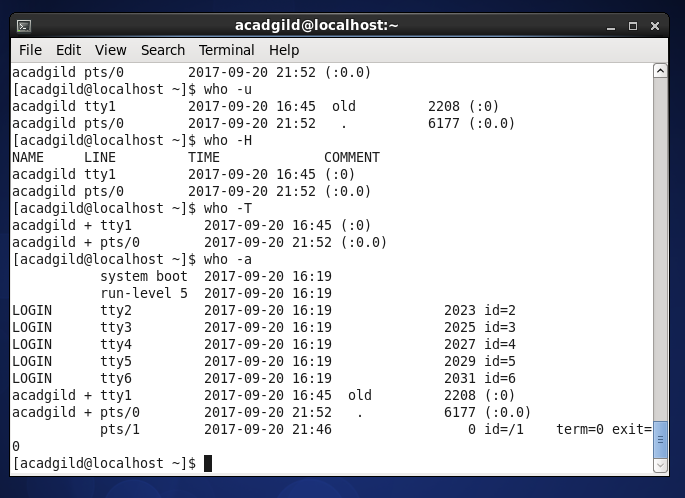 acadgild@localhost:~
File Edit View Search Terminal Help
acadgild pts/0        2017-09-20 21:52 (:0.0)
[acadgild@localhost ~]$ who -u
acadgild tty1         2017-09-20 16:45  old         2208 (:0)
acadgild pts/0        2017-09-20 21:52   .          6177 (:0.0)
[acadgild@localhost ~]$ who -H
NAME     LINE         TIME             COMMENT
acadgild tty1         2017-09-20 16:45 (:0)
acadgild pts/0        2017-09-20 21:52 (:0.0)
[acadgild@localhost ~]$ who -T
acadgild + tty1         2017-09-20 16:45 (:0)
acadgild + pts/0        2017-09-20 21:52 (:0.0)
[acadgild@localhost ~]$ who -a
           system boot  2017-09-20 16:19
           run-level 5  2017-09-20 16:19
LOGIN      tty2         2017-09-20 16:19              2023 id=2
LOGIN      tty3         2017-09-20 16:19              2025 id=3
LOGIN      tty4         2017-09-20 16:19              2027 id=4
LOGIN      tty5         2017-09-20 16:19              2029 id=5
LOGIN      tty6         2017-09-20 16:19              2031 id=6
acadgild + tty1         2017-09-20 16:45  old         2208 (:0)
acadgild + pts/0        2017-09-20 21:52   .          6177 (:0.0)
           pts/1        2017-09-20 21:46                 0 id=/1    term=0 exit=
0
[acadgild@localhost ~]$